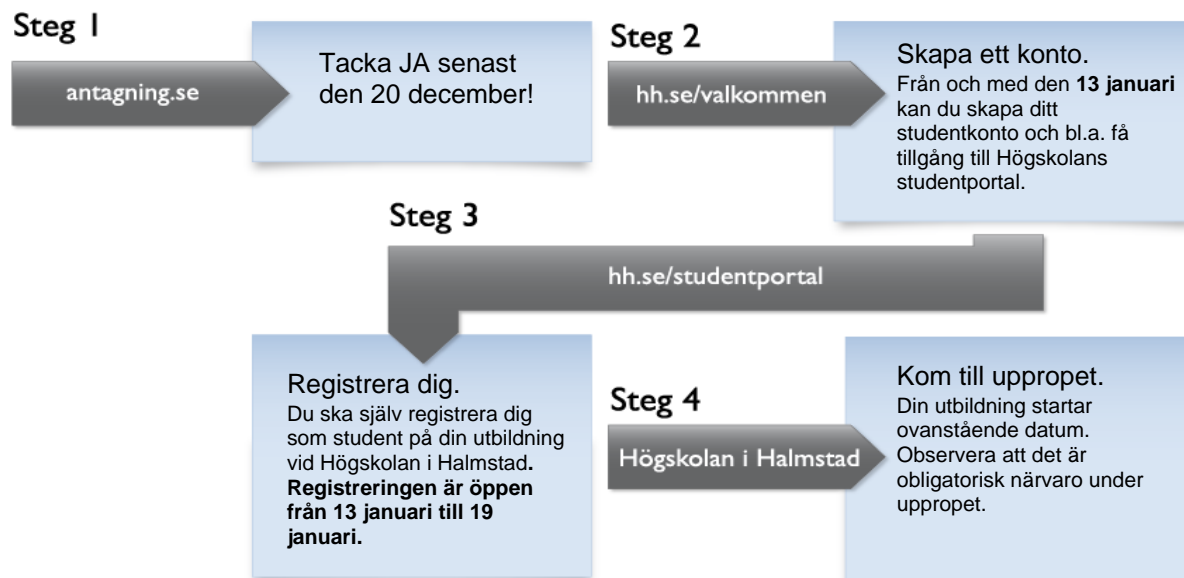 Steg 1
antagning.se
Tacka JA senast
den 20 december!
Steg 2
hh.se/valkommen
Skapa ett konto.
Från och med den 13 januari
kan du skapa ditt
studentkonto och bl.a. få
tillgång till Högskolans
studentportal.
Steg 3
hh.se/studentportal
Registrera dig.
Du ska själv registrera dig
som student på din utbildning
vid Högskolan i Halmstad.
Registreringen är öppen
från 13 januari till 19
januari.
Steg 4
Högskolan i Halmstad
Kom till uppropet.
Din utbildning startar
ovanstående datum.
Observera att det är
obligatorisk närvaro under
uppropet.